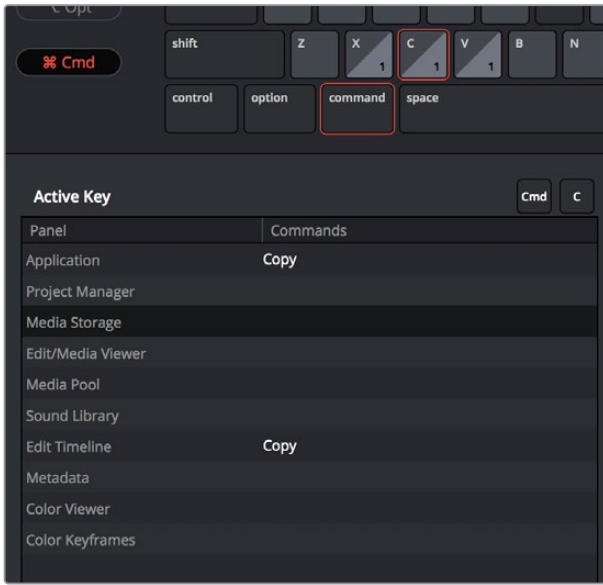 ⌥ Opt
shift Z X C V B N
⌘ Cmd
1 1 1
control option command space
Active Key Cmd C
Panel Commands
Application Copy
Project Manager
Media Storage
Edit/Media Viewer
Media Pool
Sound Library
Edit Timeline Copy
Metadata
Color Viewer
Color Keyframes